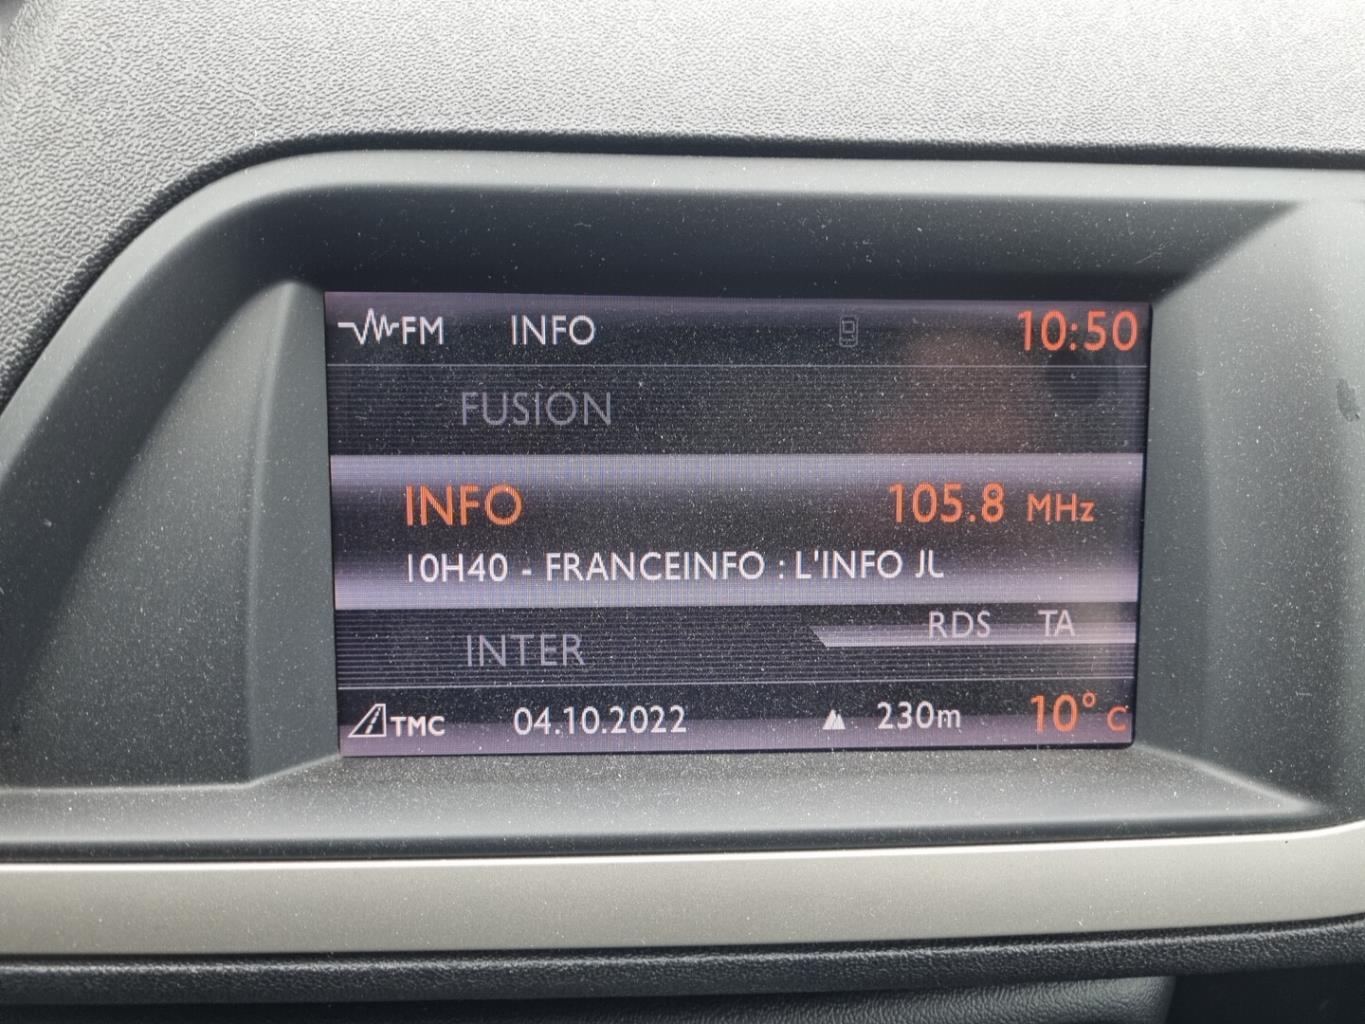 FM INFO 10:50
FUSION
INFO 105.8 MHz
10H40 - FRANCEINFO : L'INFO JL
RDS TA
INTER
TMC 04.10.2022 230m 10° C